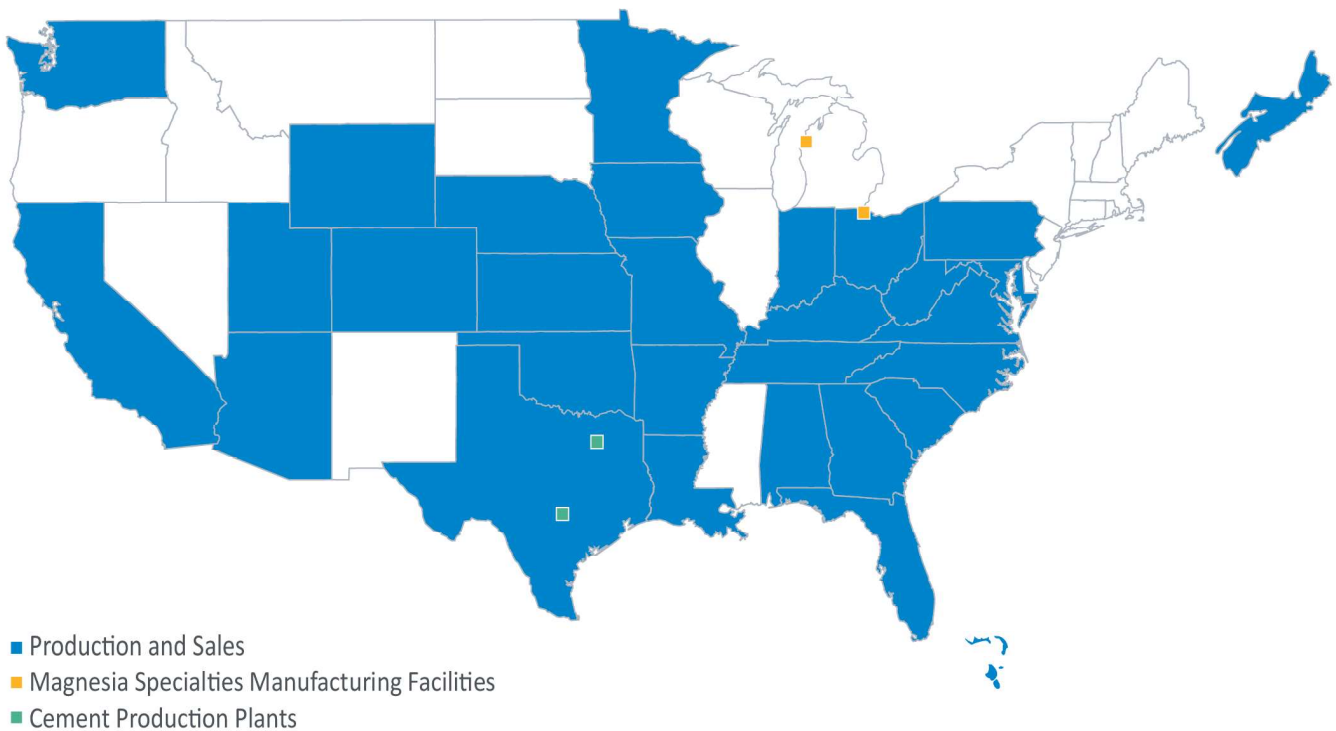 Production and Sales
Magnesia Specialties Manufacturing Facilities
Cement Production Plants